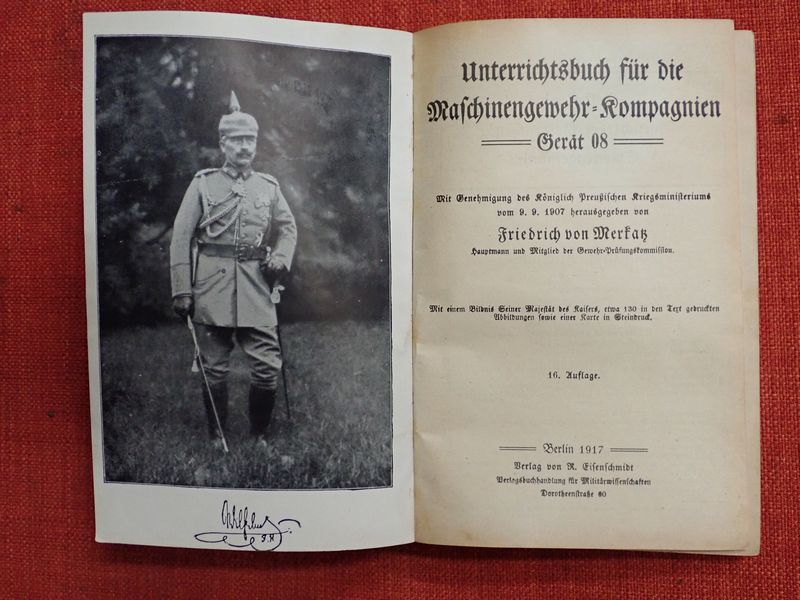 Unterrichtsbuch für die
Maschinengewehr-Kompagnien
Gerät 08
Mit Genehmigung des Königlich Preußischen Kriegsministeriums
vom 9. 9. 1907 herausgegeben von
Friedrich von Merkatz
Hauptmann und Mitglied der Gewehr-Prüfungskommission.
Mit einem Bildnis Seiner Majestät des Kaisers, etwa 130 in den Text gedruckten
Abbildungen sowie einer Karte in Steindruck.
16. Auflage.
Berlin 1917
Verlag von R. Eisenschmidt
Verlagsbuchhandlung für Militärwissenschaften
Dorotheenstraße 60